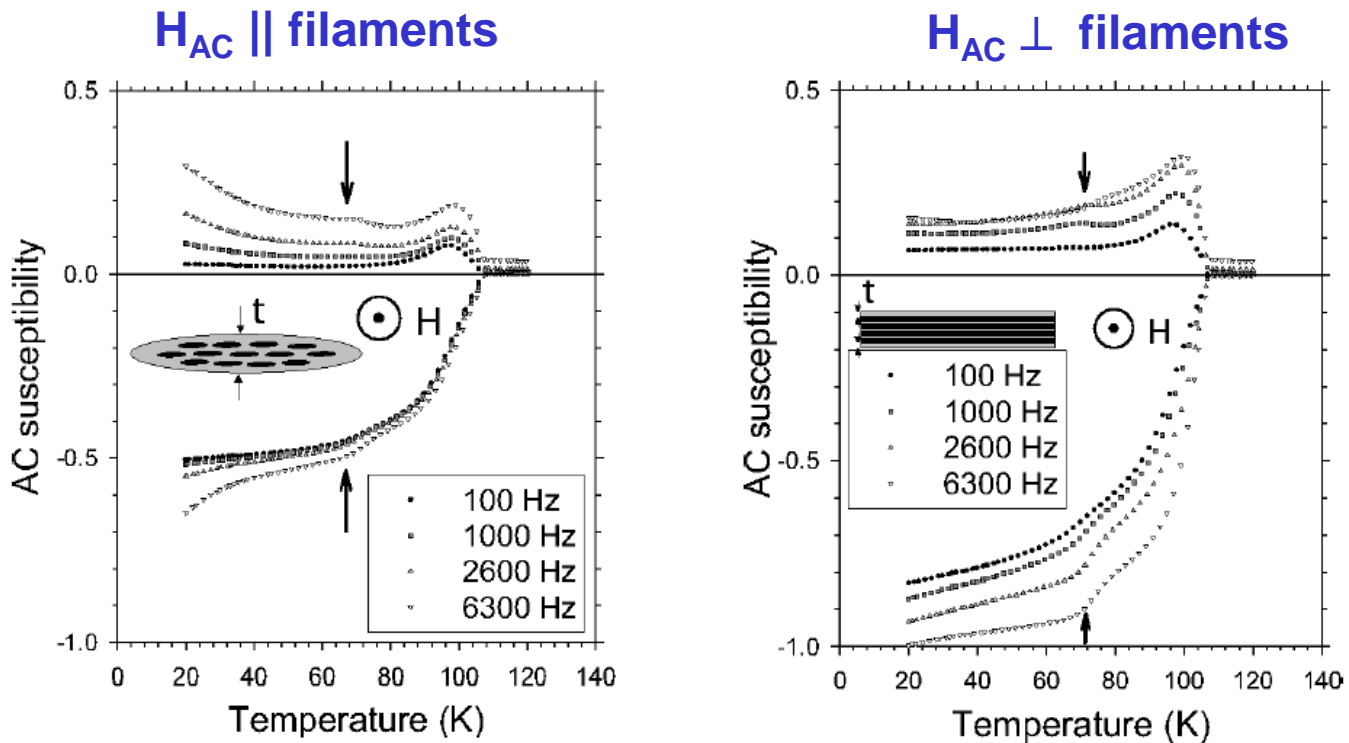 H_AC || filaments
0.5
0.0
-0.5
-1.0
AC susceptibility
t
H
100 Hz
1000 Hz
2600 Hz
6300 Hz
0 20 40 60 80 100 120 140
Temperature (K)
H_AC ⊥ filaments
0.5
0.0
-0.5
-1.0
AC susceptibility
t
H
100 Hz
1000 Hz
2600 Hz
6300 Hz
0 20 40 60 80 100 120 140
Temperature (K)